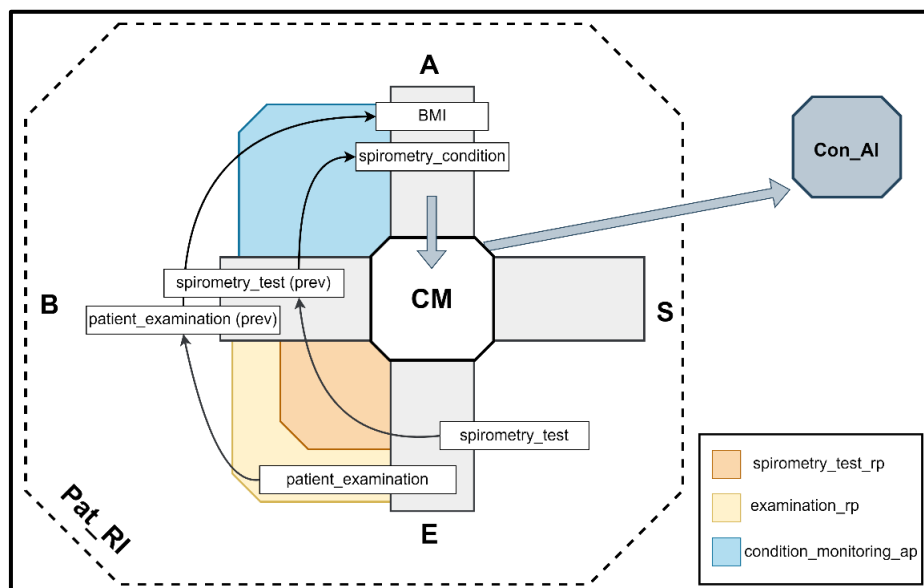 A
BMI
Con_AI
spirometry_condition
spirometry_test (prev)
CM
B
S
patient_examination (prev)
spirometry_test
patient_examination
spirometry_test_rp
examination_rp
condition_monitoring_ap
Pat_RI
E